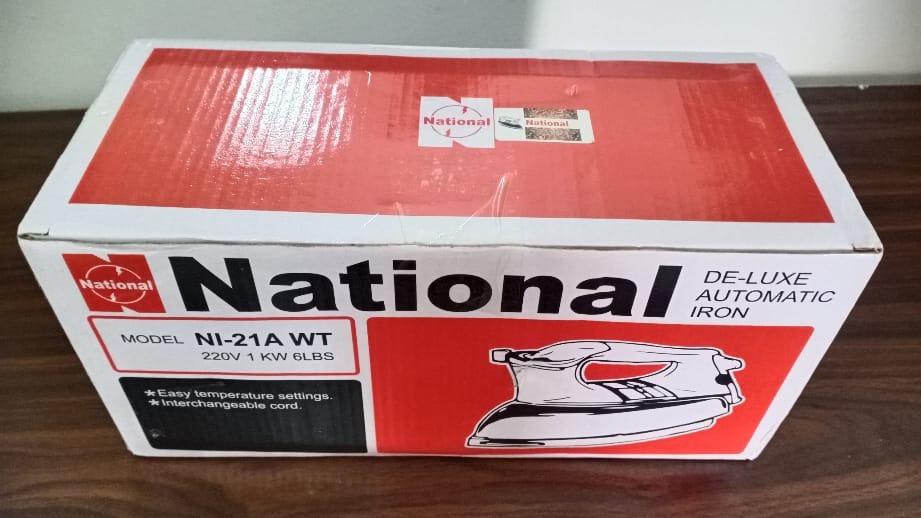 National
National
National
National
DE-LUXE
AUTOMATIC
IRON
MODEL NI-21A WT
220V 1 KW 6LBS
*Easy temperature settings.
*Interchangeable cord.